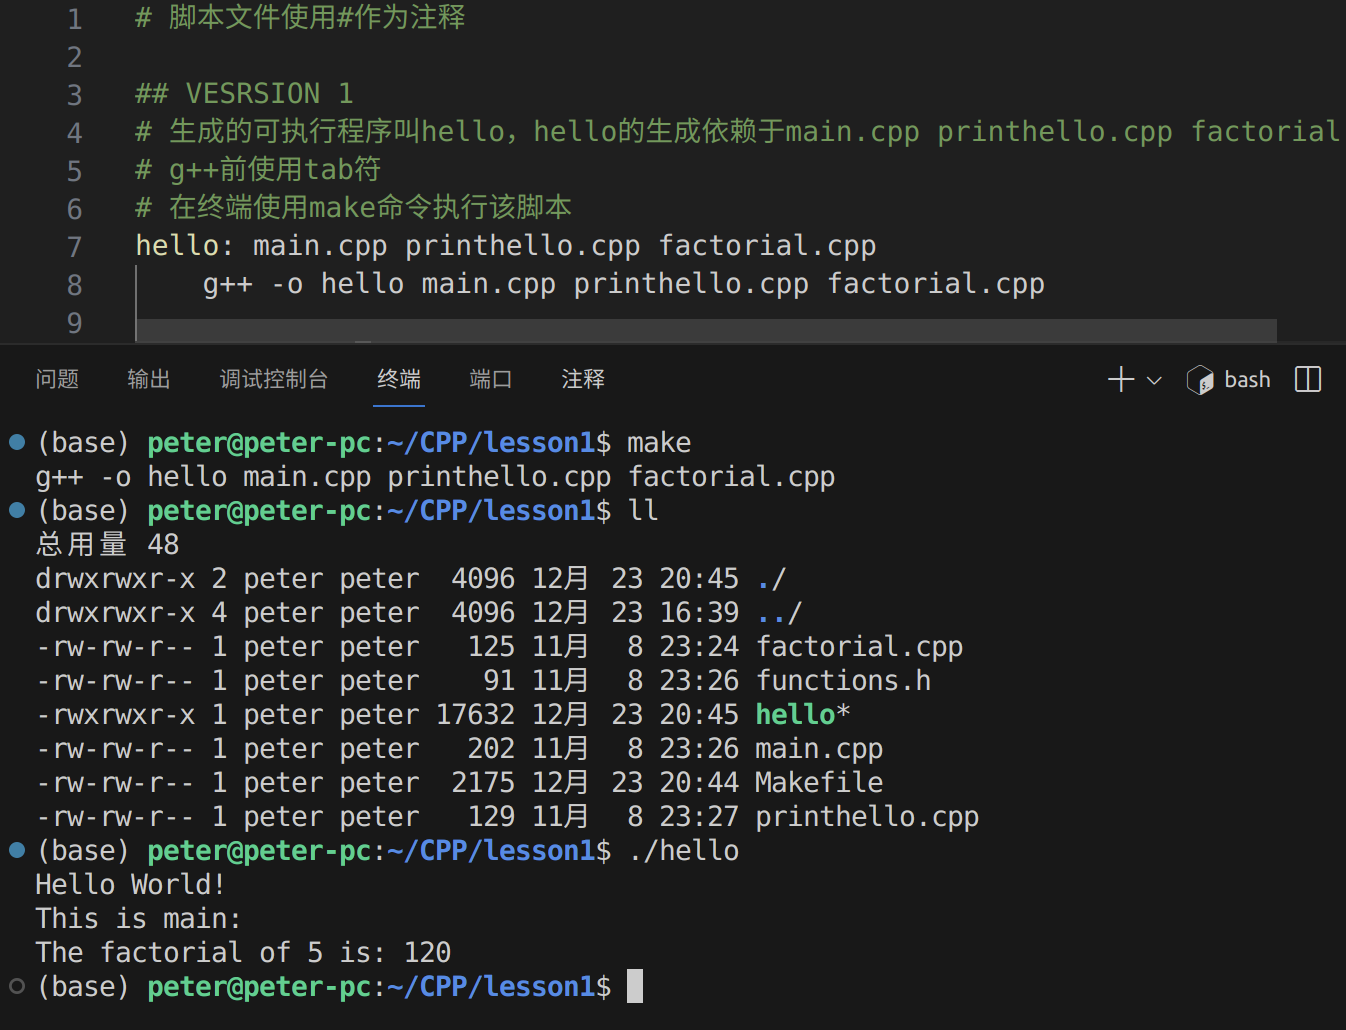 1 # 脚本文件使用#作为注释
2
3 ## VESRSION 1
4 # 生成的可执行程序叫hello，hello的生成依赖于main.cpp printhello.cpp factorial
5 # g++前使用tab符
6 # 在终端使用make命令执行该脚本
7 hello: main.cpp printhello.cpp factorial.cpp
8 g++ -o hello main.cpp printhello.cpp factorial.cpp
9
问题 输出 调试控制台 终端 端口 注释 bash
(base) peter@peter-pc:~/CPP/lesson1$ make
g++ -o hello main.cpp printhello.cpp factorial.cpp
(base) peter@peter-pc:~/CPP/lesson1$ ll
总用量 48
drwxrwxr-x 2 peter peter  4096 12月  23 20:45 ./
drwxrwxr-x 4 peter peter  4096 12月  23 16:39 ../
-rw-rw-r-- 1 peter peter   125 11月   8 23:24 factorial.cpp
-rw-rw-r-- 1 peter peter    91 11月   8 23:26 functions.h
-rwxrwxr-x 1 peter peter 17632 12月  23 20:45 hello*
-rw-rw-r-- 1 peter peter   202 11月   8 23:26 main.cpp
-rw-rw-r-- 1 peter peter  2175 12月  23 20:44 Makefile
-rw-rw-r-- 1 peter peter   129 11月   8 23:27 printhello.cpp
(base) peter@peter-pc:~/CPP/lesson1$ ./hello
Hello World!
This is main:
The factorial of 5 is: 120
(base) peter@peter-pc:~/CPP/lesson1$